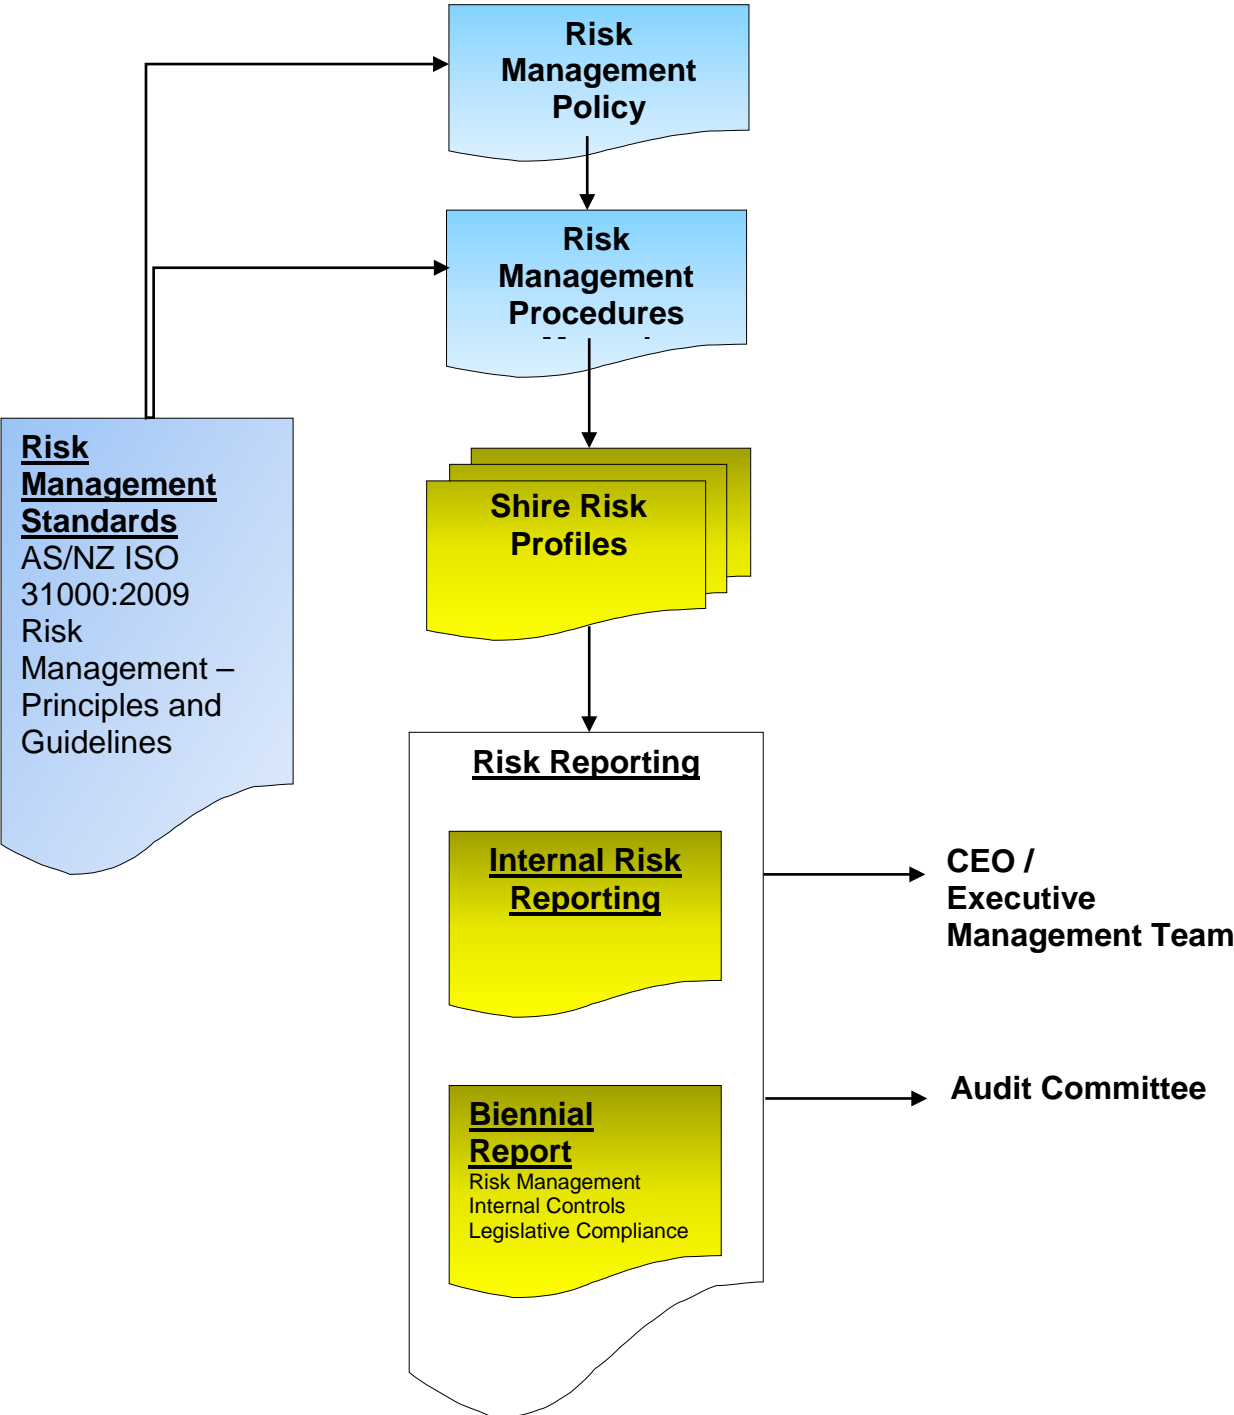 Risk
Management
Policy
Risk
Management
Procedures
Risk
Management
Standards
AS/NZ ISO
31000:2009
Risk
Management –
Principles and
Guidelines
Shire Risk
Profiles
Risk Reporting
Internal Risk
Reporting
CEO /
Executive
Management Team
Biennial
Report
Risk Management
Internal Controls
Legislative Compliance
Audit Committee